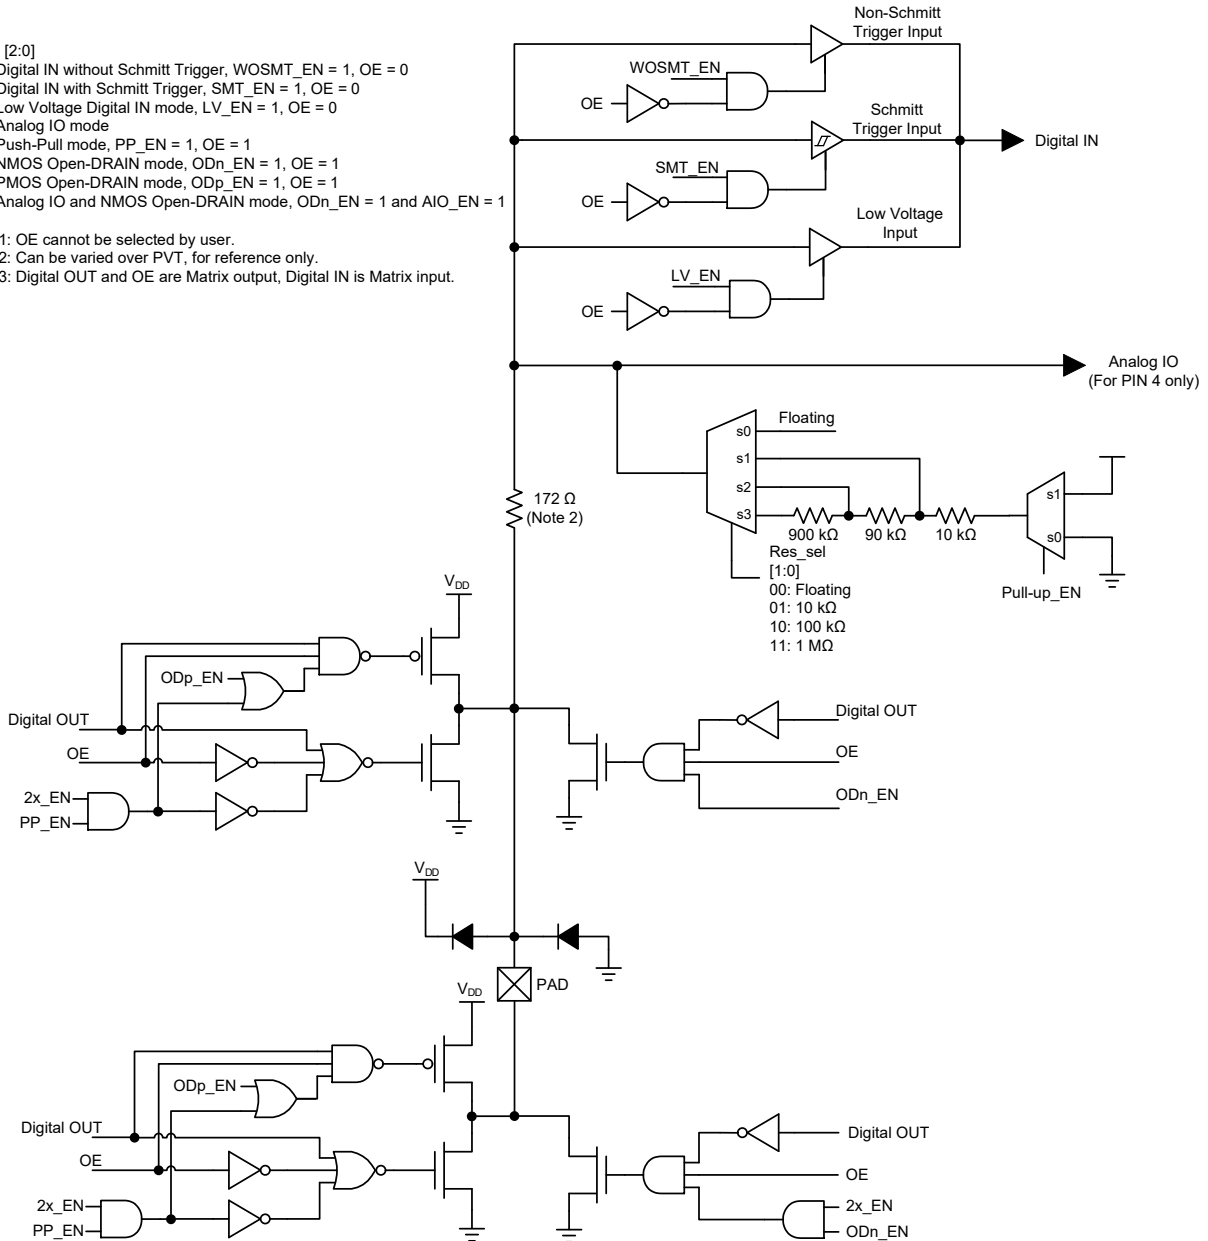 Non-Schmitt
Trigger Input
[2:0]
Digital IN without Schmitt Trigger, WOSMT_EN = 1, OE = 0
Digital IN with Schmitt Trigger, SMT_EN = 1, OE = 0
Low Voltage Digital IN mode, LV_EN = 1, OE = 0
Analog IO mode
Push-Pull mode, PP_EN = 1, OE = 1
NMOS Open-DRAIN mode, ODn_EN = 1, OE = 1
PMOS Open-DRAIN mode, ODp_EN = 1, OE = 1
Analog IO and NMOS Open-DRAIN mode, ODn_EN = 1 and AIO_EN = 1
1: OE cannot be selected by user.
2: Can be varied over PVT, for reference only.
3: Digital OUT and OE are Matrix output, Digital IN is Matrix input.
WOSMT_EN
OE
Schmitt
Trigger Input
Digital IN
SMT_EN
OE
Low Voltage
Input
LV_EN
OE
Analog IO
(For PIN 4 only)
Floating
s0
s1
s2
s3
900 kΩ
90 kΩ
10 kΩ
s1
s0
Pull-up_EN
Res_sel
[1:0]
00: Floating
01: 10 kΩ
10: 100 kΩ
11: 1 MΩ
172 Ω
(Note 2)
VDD
ODp_EN
Digital OUT
OE
2x_EN
PP_EN
Digital OUT
OE
ODn_EN
VDD
PAD
VDD
ODp_EN
Digital OUT
OE
2x_EN
PP_EN
Digital OUT
OE
2x_EN
ODn_EN